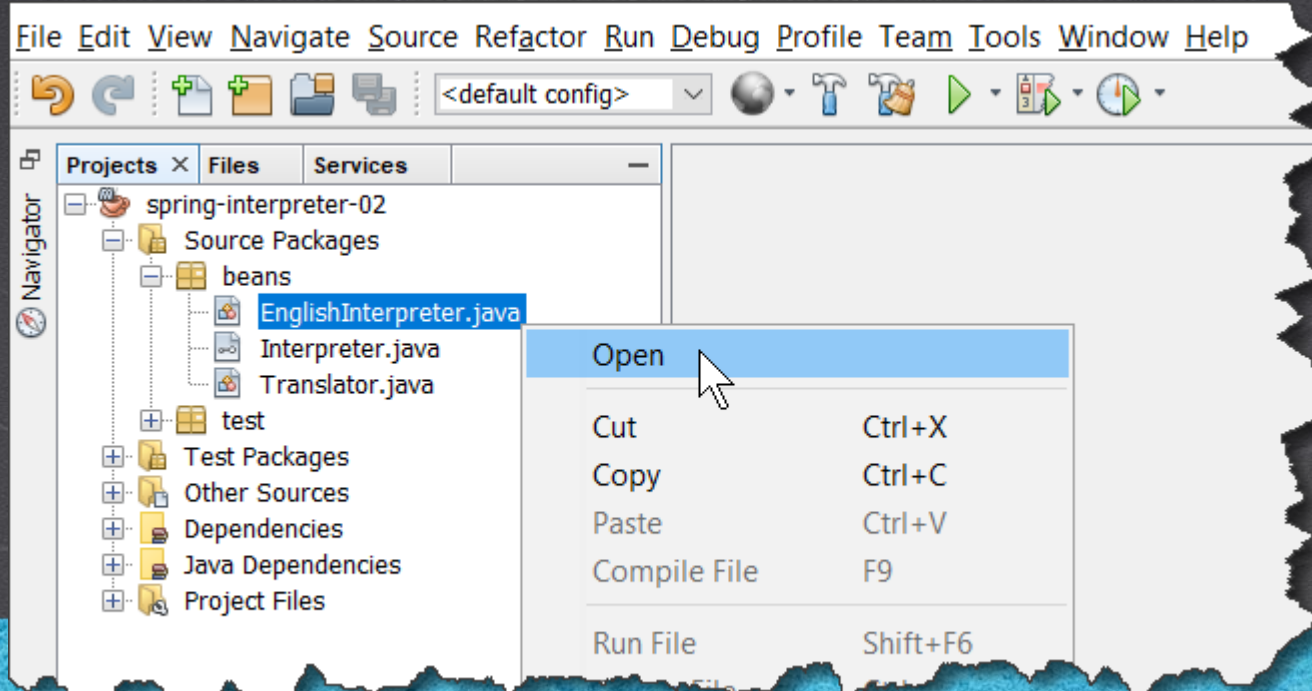 File Edit View Navigate Source Refactor Run Debug Profile Team Tools Window Help
<default config>
Projects Files Services
Navigator
spring-interpreter-02
Source Packages
beans
EnglishInterpreter.java
Interpreter.java
Translator.java
test
Test Packages
Other Sources
Dependencies
Java Dependencies
Project Files
Open
Cut Ctrl+X
Copy Ctrl+C
Paste Ctrl+V
Compile File F9
Run File Shift+F6